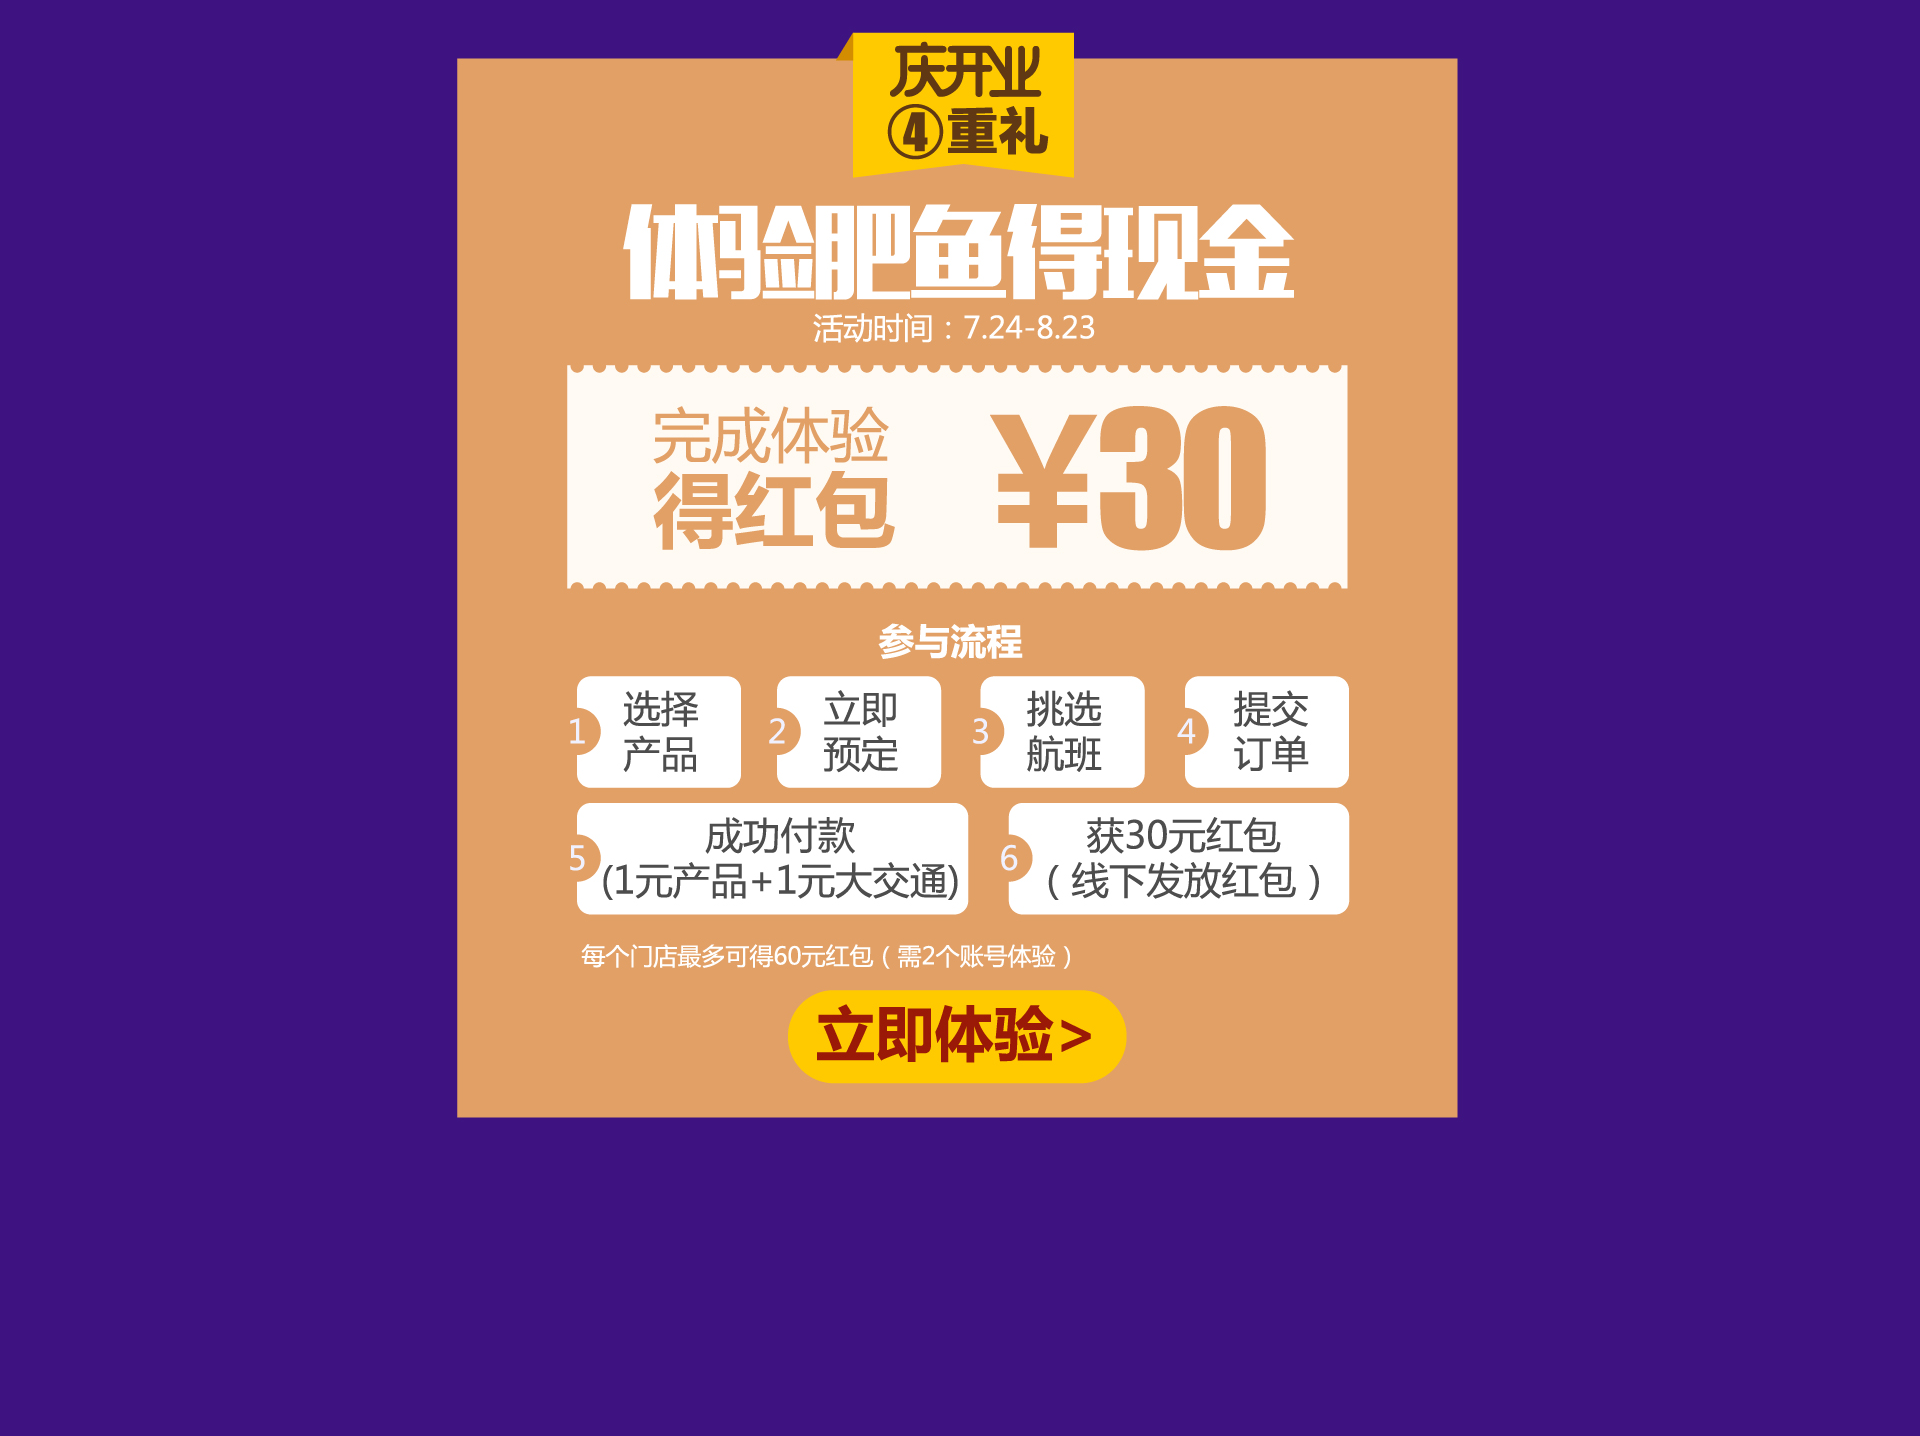 庆开业
④重礼
体验肥鱼得现金
活动时间：7.24-8.23
完成体验
得红包
¥30
参与流程
1 选择
产品
2 立即
预定
3 挑选
航班
4 提交
订单
5 成功付款
(1元产品+1元大交通)
6 获30元红包
（线下发放红包）
每个门店最多可得60元红包（需2个账号体验）
立即体验>